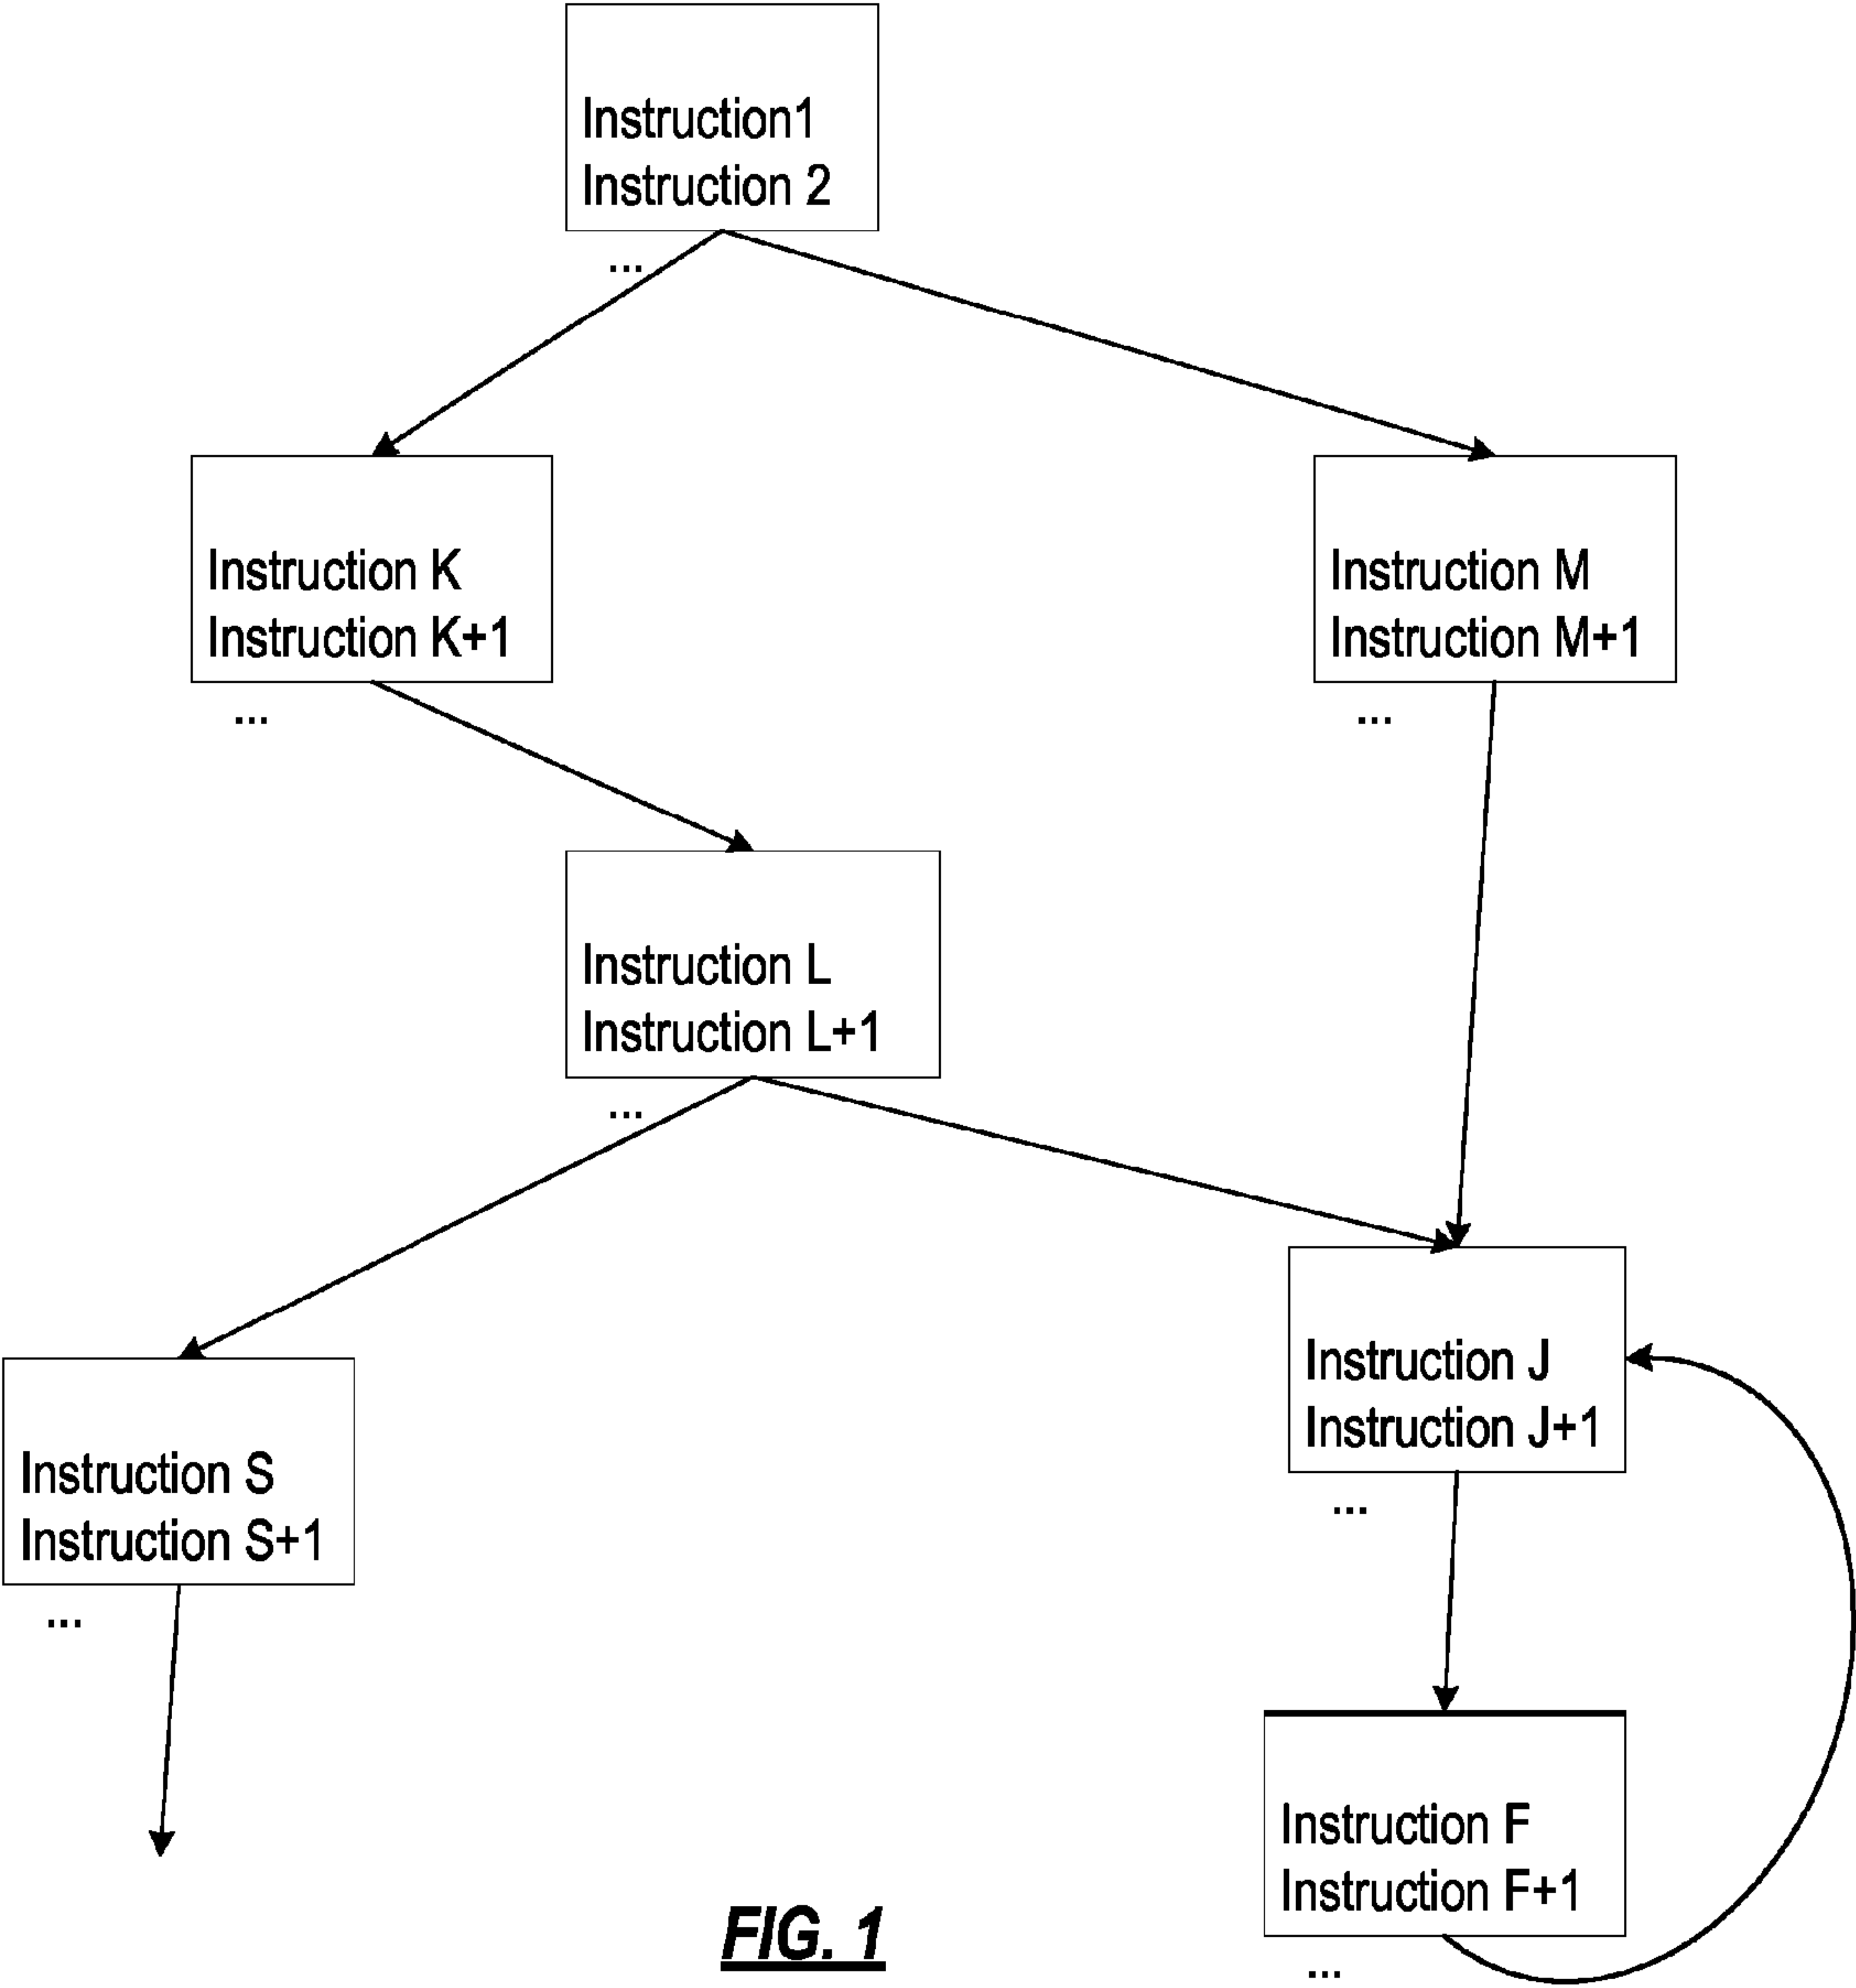 Instruction1
Instruction 2
...
Instruction K
Instruction K+1
...
Instruction M
Instruction M+1
...
Instruction L
Instruction L+1
...
Instruction J
Instruction J+1
...
Instruction S
Instruction S+1
...
Instruction F
Instruction F+1
...
FIG. 1